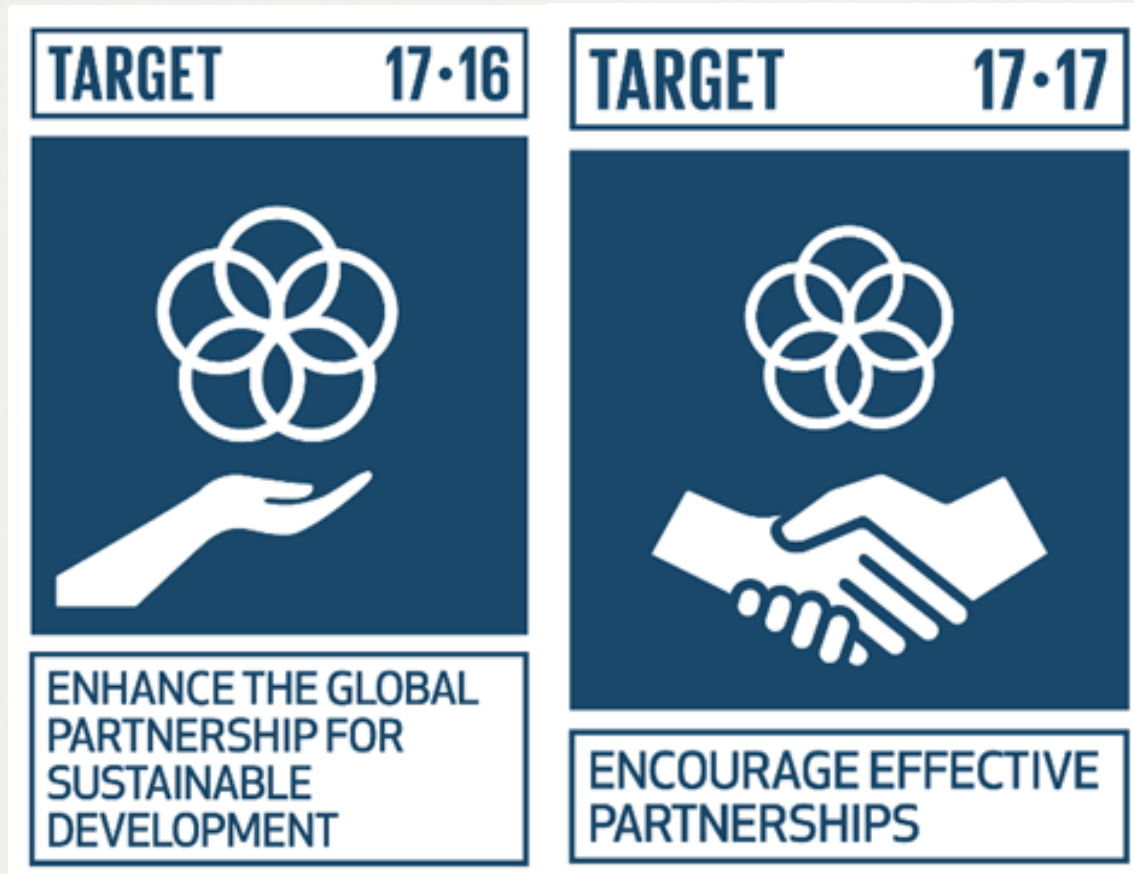 TARGET 17·16
ENHANCE THE GLOBAL
PARTNERSHIP FOR
SUSTAINABLE
DEVELOPMENT
TARGET 17·17
ENCOURAGE EFFECTIVE
PARTNERSHIPS